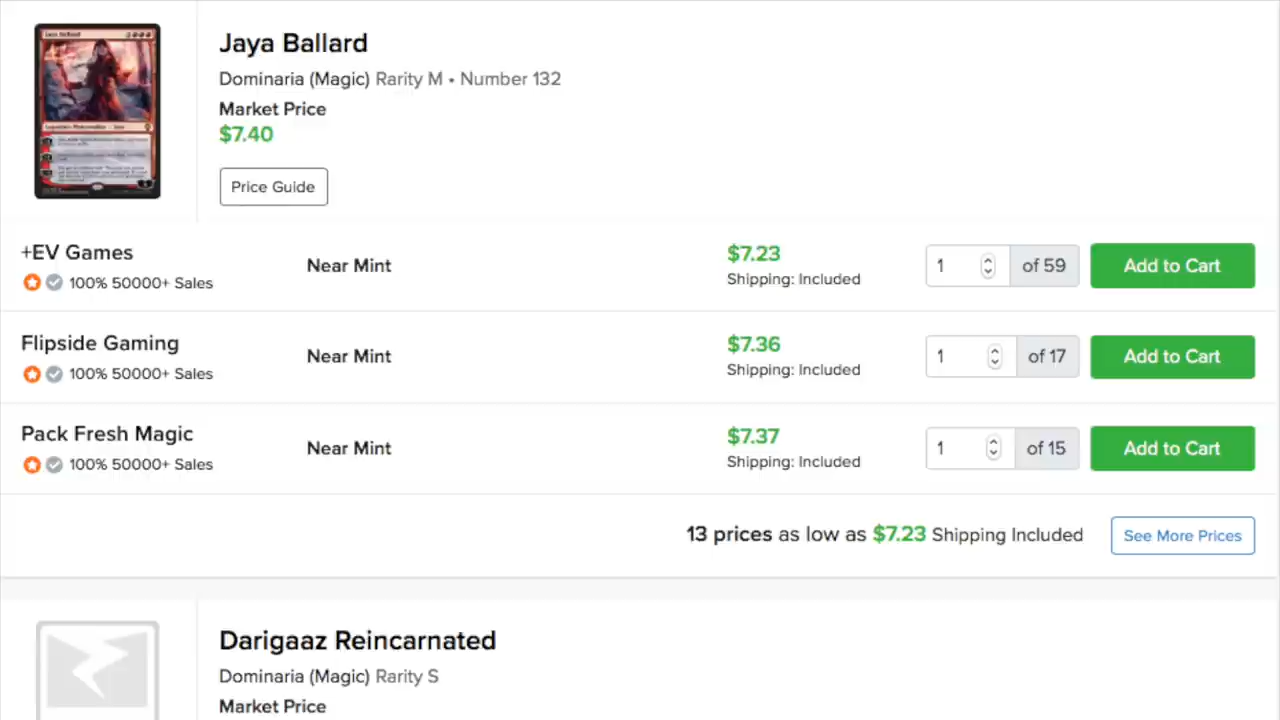 Jaya Ballard
Dominaria (Magic) Rarity M • Number 132
Market Price
$7.40
Price Guide
+EV Games
100% 50000+ Sales
Near Mint
$7.23
Shipping: Included
1
of 59
Add to Cart
Flipside Gaming
100% 50000+ Sales
Near Mint
$7.36
Shipping: Included
1
of 17
Add to Cart
Pack Fresh Magic
100% 50000+ Sales
Near Mint
$7.37
Shipping: Included
1
of 15
Add to Cart
13 prices as low as $7.23 Shipping Included
See More Prices
Darigaaz Reincarnated
Dominaria (Magic) Rarity S
Market Price